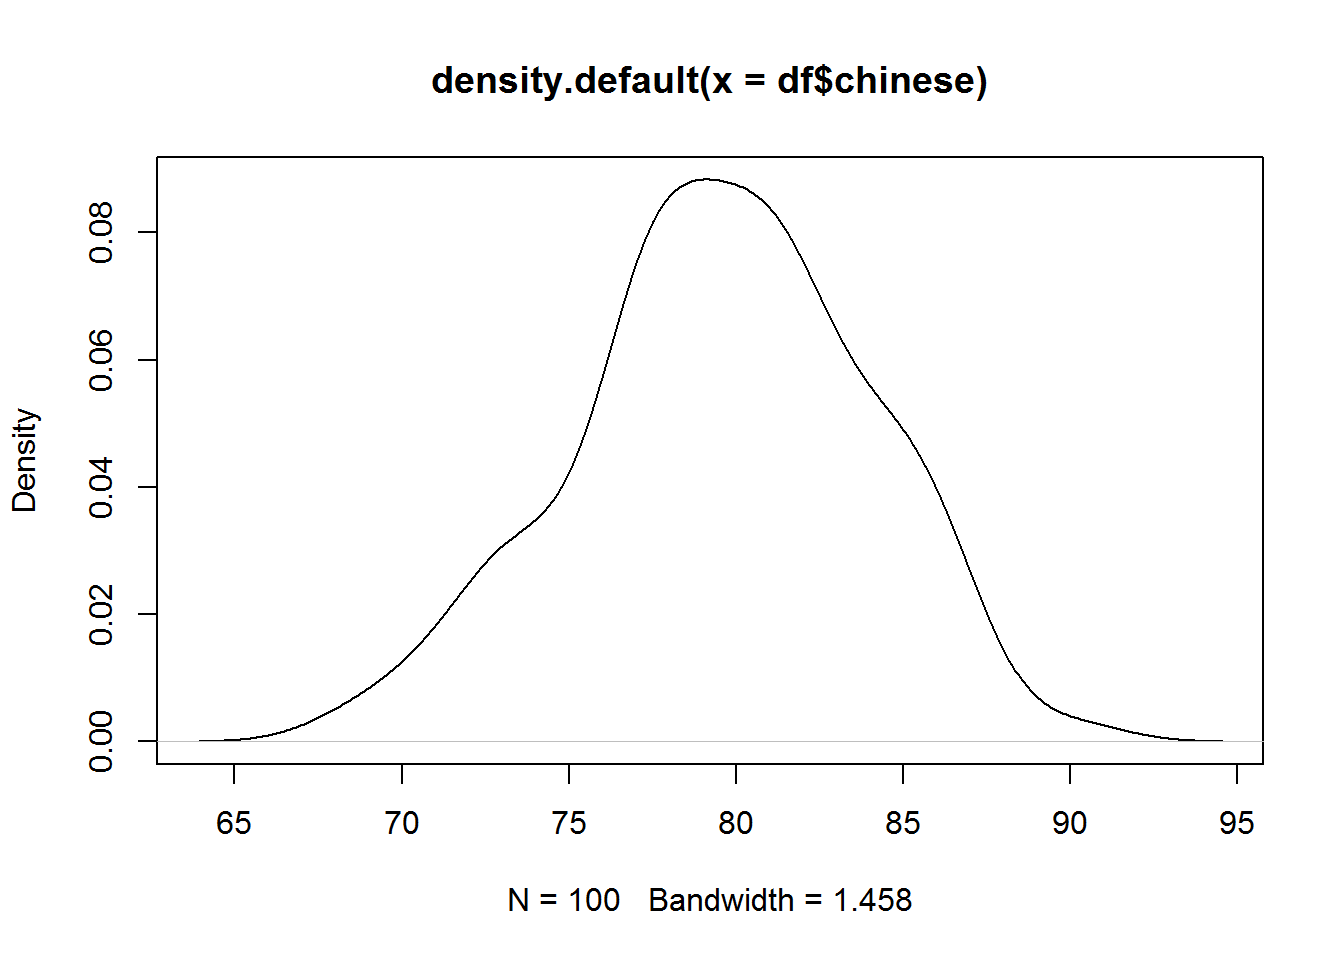 density.default(x = df$chinese)
Density
0.08
0.06
0.04
0.02
0.00
65 70 75 80 85 90 95
N = 100 Bandwidth = 1.458